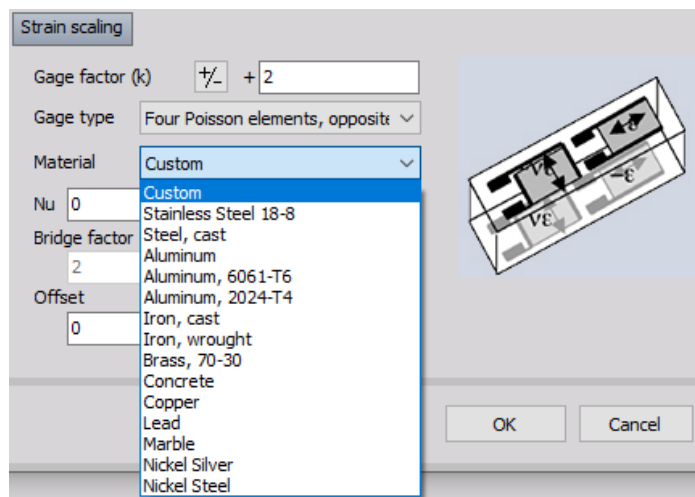 Strain scaling
Gage factor (k) +/- + 2
Gage type Four Poisson elements, opposite
Material Custom
Custom
Nu 0
Stainless Steel 18-8
Bridge factor
Steel, cast
Aluminum
2
Aluminum, 6061-T6
Offset
Aluminum, 2024-T4
0
Iron, cast
Iron, wrought
Brass, 70-30
Concrete
Copper
Lead
Marble
Nickel Silver
Nickel Steel
ε
-ε
νε
νε
OK Cancel